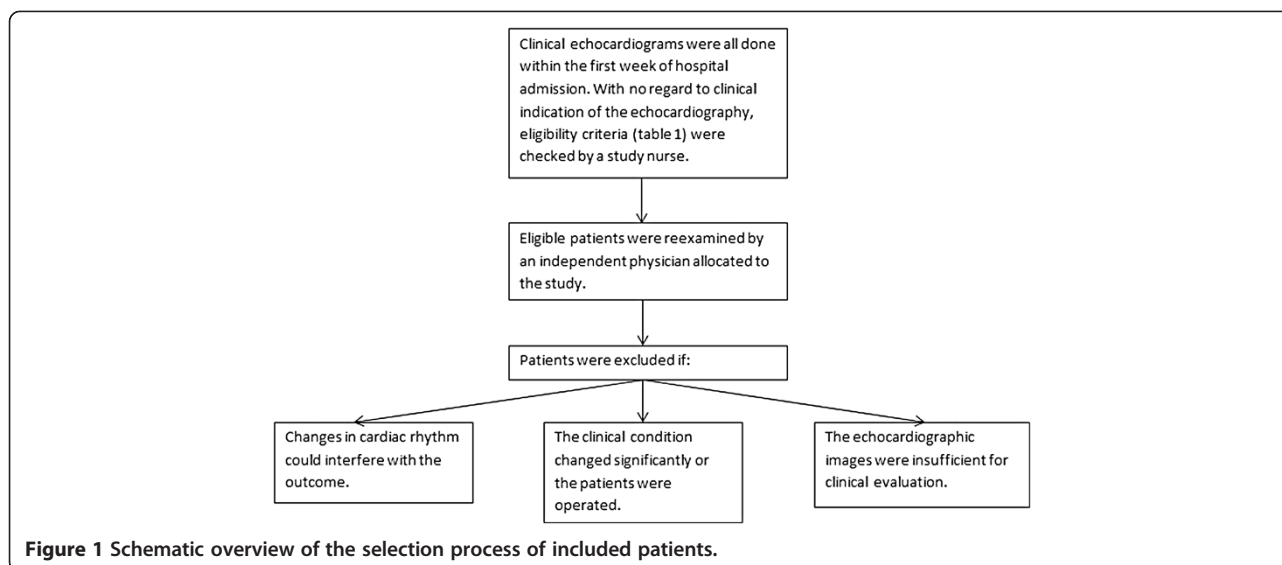 Clinical echocardiograms were all done
within the first week of hospital
admission. With no regard to clinical
indication of the echocardiography,
eligibility criteria (table 1) were
checked by a study nurse.
Eligible patients were reexamined by
an independent physician allocated to
the study.
Patients were excluded if:
Changes in cardiac rhythm
could interfere with the
outcome.
The clinical condition
changed significantly or
the patients were
operated.
The echocardiographic
images were insufficient for
clinical evaluation.
Figure 1 Schematic overview of the selection process of included patients.